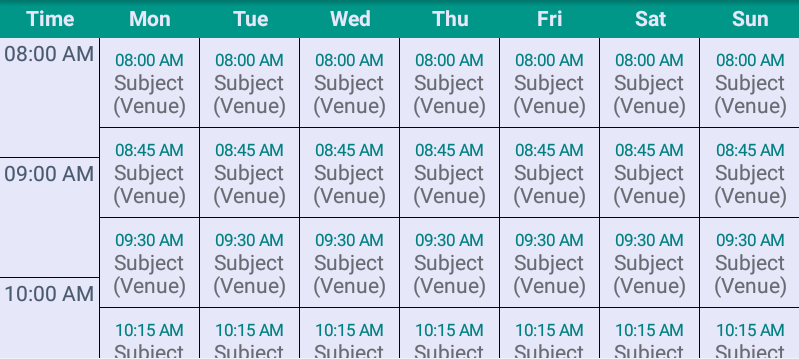 Time Mon Tue Wed Thu Fri Sat Sun
08:00 AM
08:00 AM 08:00 AM 08:00 AM 08:00 AM 08:00 AM 08:00 AM 08:00 AM
Subject Subject Subject Subject Subject Subject Subject
(Venue) (Venue) (Venue) (Venue) (Venue) (Venue) (Venue)
08:45 AM 08:45 AM 08:45 AM 08:45 AM 08:45 AM 08:45 AM 08:45 AM
09:00 AM Subject Subject Subject Subject Subject Subject Subject
(Venue) (Venue) (Venue) (Venue) (Venue) (Venue) (Venue)
09:30 AM 09:30 AM 09:30 AM 09:30 AM 09:30 AM 09:30 AM 09:30 AM
Subject Subject Subject Subject Subject Subject Subject
10:00 AM (Venue) (Venue) (Venue) (Venue) (Venue) (Venue) (Venue)
10:15 AM 10:15 AM 10:15 AM 10:15 AM 10:15 AM 10:15 AM 10:15 AM
Subject Subject Subject Subject Subject Subject Subject